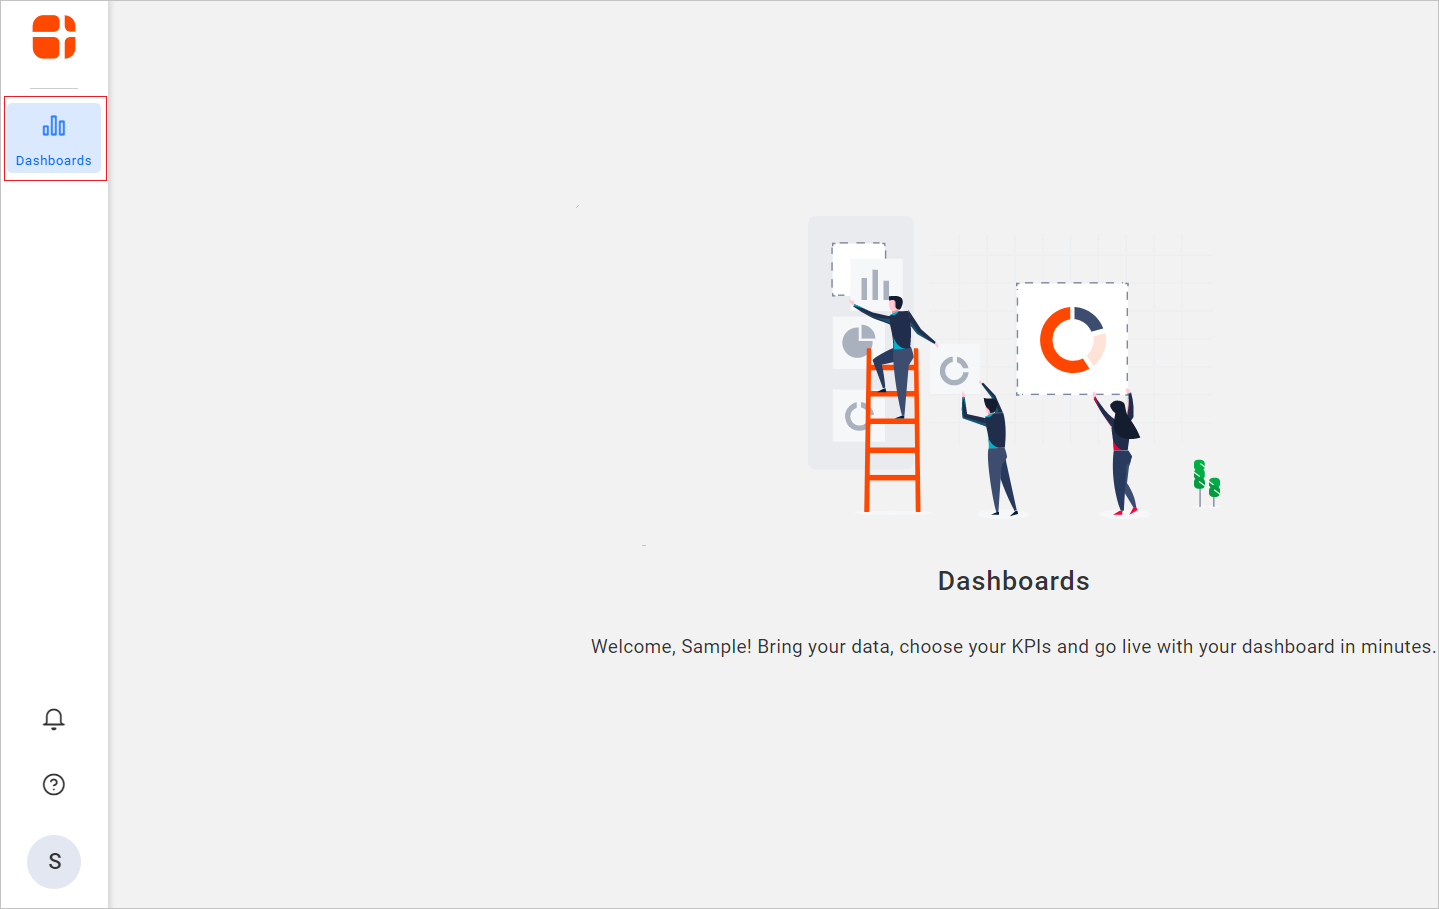 Dashboards
Dashboards
Welcome, Sample! Bring your data, choose your KPIs and go live with your dashboard in minutes.
?
S